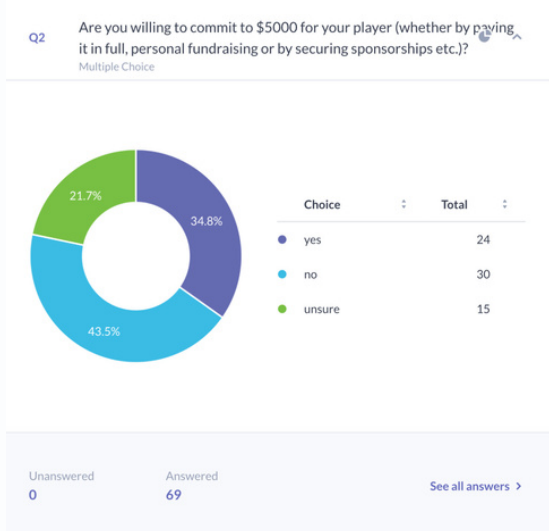 Q2
Are you willing to commit to $5000 for your player (whether by paying
it in full, personal fundraising or by securing sponsorships etc.)?
Multiple Choice
21.7%
34.8%
43.5%
Choice Total
yes 24
no 30
unsure 15
Unanswered Answered
0 69
See all answers